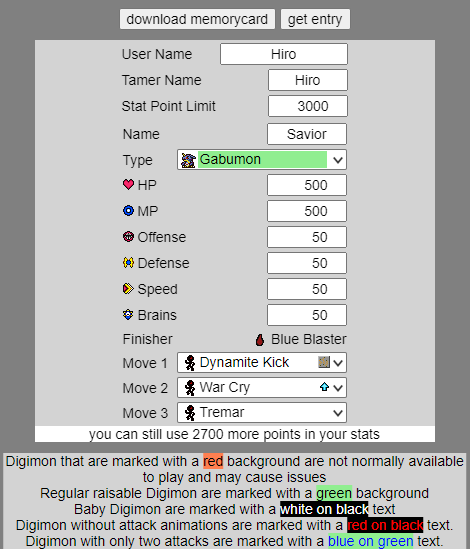 download memorycard get entry
User Name Hiro
Tamer Name Hiro
Stat Point Limit 3000
Name Savior
Type Gabumon
HP 500
MP 500
Offense 50
Defense 50
Speed 50
Brains 50
Finisher Blue Blaster
Move 1 Dynamite Kick
Move 2 War Cry
Move 3 Tremar
you can still use 2700 more points in your stats
Digimon that are marked with a red background are not normally available
to play and may cause issues
Regular raisable Digimon are marked with a green background
Baby Digimon are marked with a white on black text
Digimon without attack animations are marked with a red on black text.
Digimon with only two attacks are marked with a blue on green text.